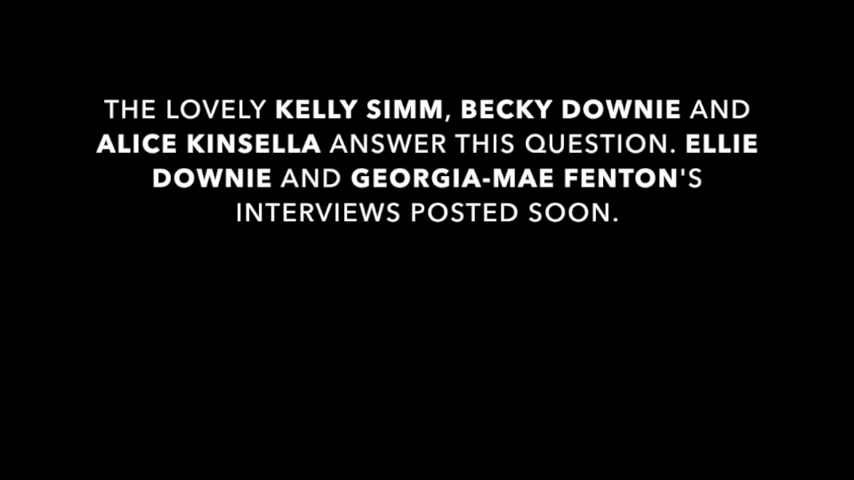 THE LOVELY KELLY SIMM, BECKY DOWNIE AND
ALICE KINSELLA ANSWER THIS QUESTION. ELLIE
DOWNIE AND GEORGIA-MAE FENTON'S
INTERVIEWS POSTED SOON.